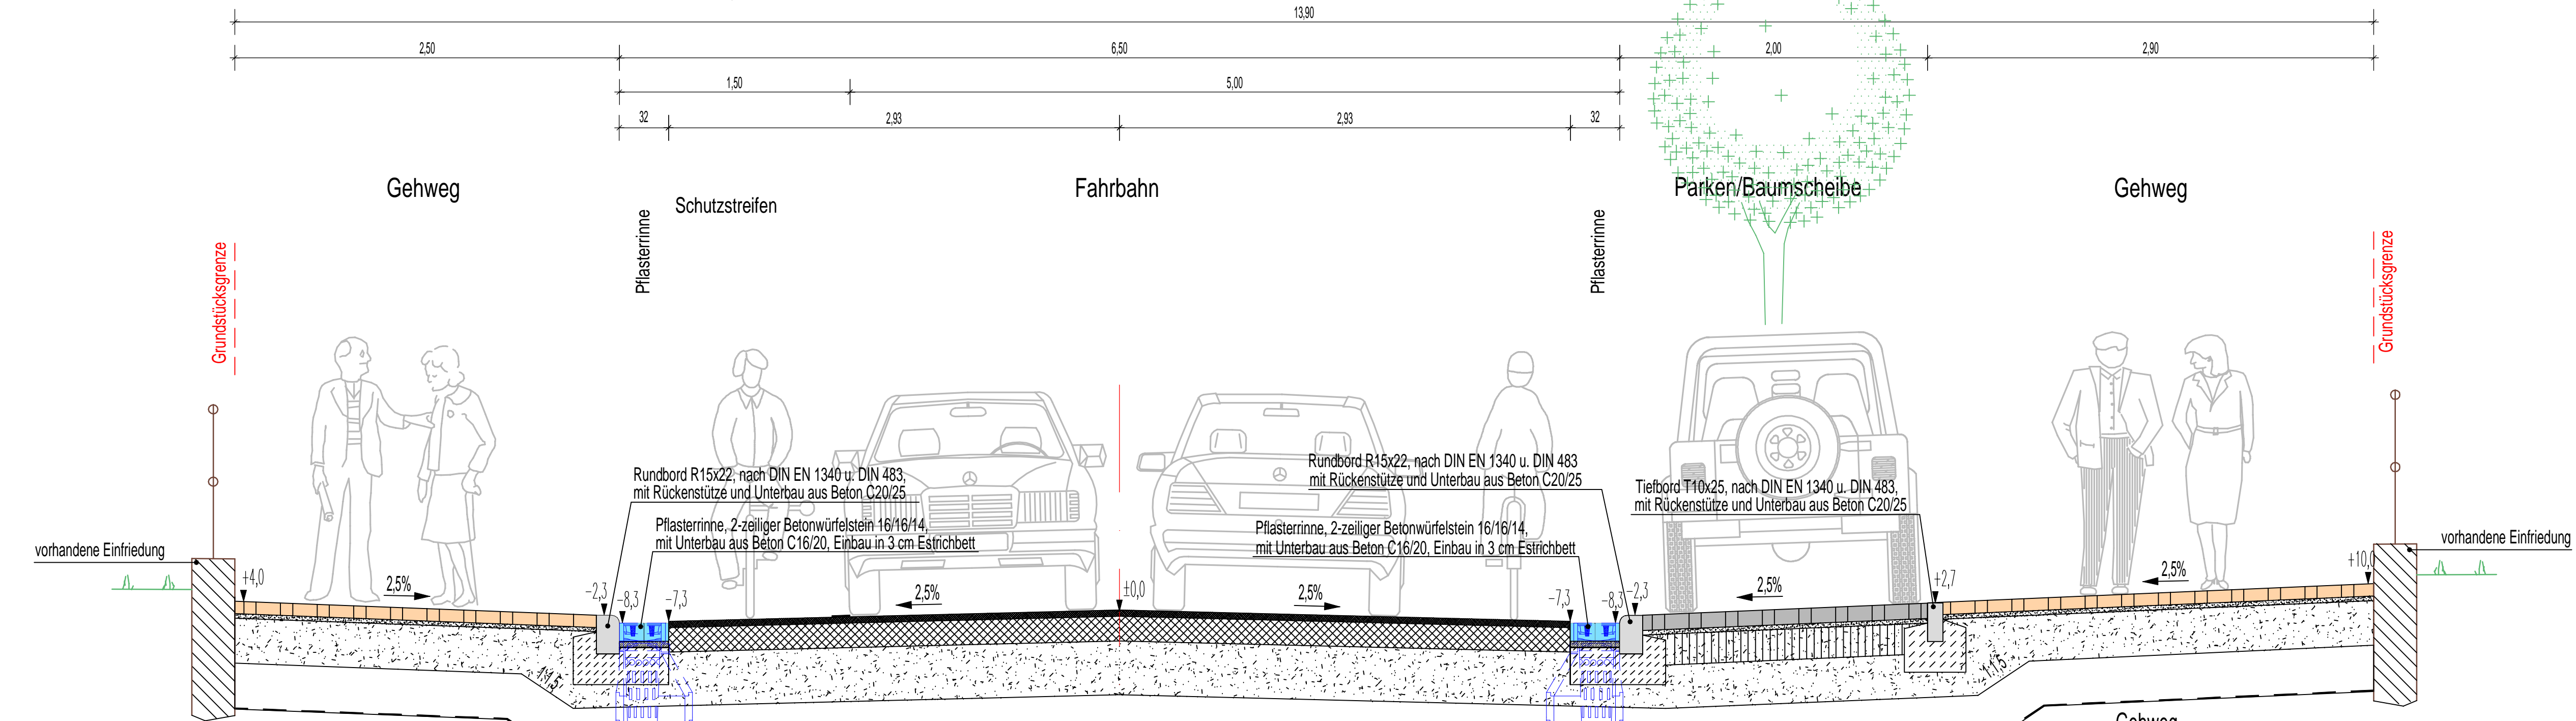 13,90
2,50
6,50
2,00
2,90
1,50
5,00
32
2,93
2,93
32
Gehweg
Schutzstreifen
Fahrbahn
Parken/Baumscheibe
Gehweg
Pflasterrinne
Pflasterrinne
Grundstücksgrenze
Grundstücksgrenze
Rundbord R15x22, nach DIN EN 1340 u. DIN 483,
mit Rückenstütze und Unterbau aus Beton C20/25
Pflasterrinne, 2-zeiliger Betonwürfelstein 16/16/14,
mit Unterbau aus Beton C16/20, Einbau in 3 cm Estrichbett
Rundbord R15x22, nach DIN EN 1340 u. DIN 483
mit Rückenstütze und Unterbau aus Beton C20/25
Pflasterrinne, 2-zeiliger Betonwürfelstein 16/16/14,
mit Unterbau aus Beton C16/20, Einbau in 3 cm Estrichbett
Tiefbord T10x25, nach DIN EN 1340 u. DIN 483,
mit Rückenstütze und Unterbau aus Beton C20/25
vorhandene Einfriedung
vorhandene Einfriedung
+4,0
2,5%
-2,3
-8,3
-7,3
2,5%
±0,0
2,5%
-7,3
-8,3
-2,3
2,5%
+2,7
2,5%
+10,0
1:1,5
1:1,5
Gehweg